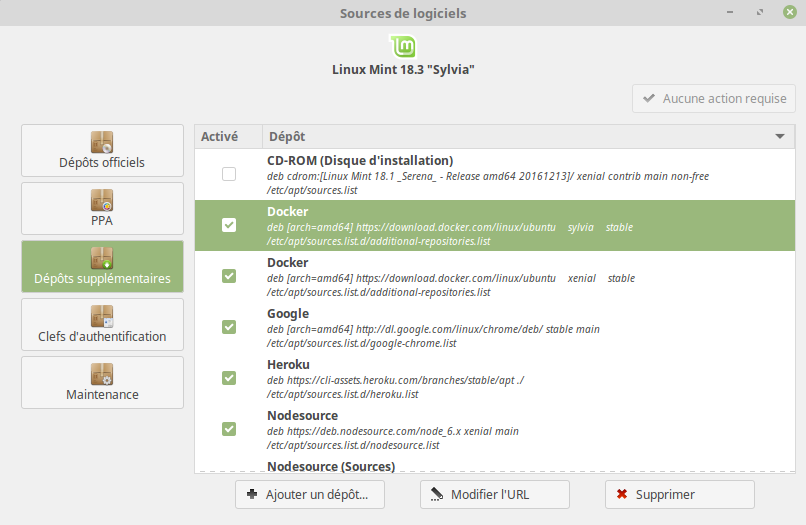 Sources de logiciels
Linux Mint 18.3 "Sylvia"
Aucune action requise
Dépôts officiels
PPA
Dépôts supplémentaires
Clefs d'authentification
Maintenance
Activé Dépôt
CD-ROM (Disque d'installation)
deb cdrom:[Linux Mint 18.1 _Serena_ - Release amd64 20161213]/ xenial contrib main non-free
/etc/apt/sources.list
Docker
deb [arch=amd64] https://download.docker.com/linux/ubuntu sylvia stable
/etc/apt/sources.list.d/additional-repositories.list
Docker
deb [arch=amd64] https://download.docker.com/linux/ubuntu xenial stable
/etc/apt/sources.list.d/additional-repositories.list
Google
deb [arch=amd64] http://dl.google.com/linux/chrome/deb/ stable main
/etc/apt/sources.list.d/google-chrome.list
Heroku
deb https://cli-assets.heroku.com/branches/stable/apt ./
/etc/apt/sources.list.d/heroku.list
Nodesource
deb https://deb.nodesource.com/node_6.x xenial main
/etc/apt/sources.list.d/nodesource.list
Nodesource (Sources)
Ajouter un dépôt...
Modifier l'URL
Supprimer